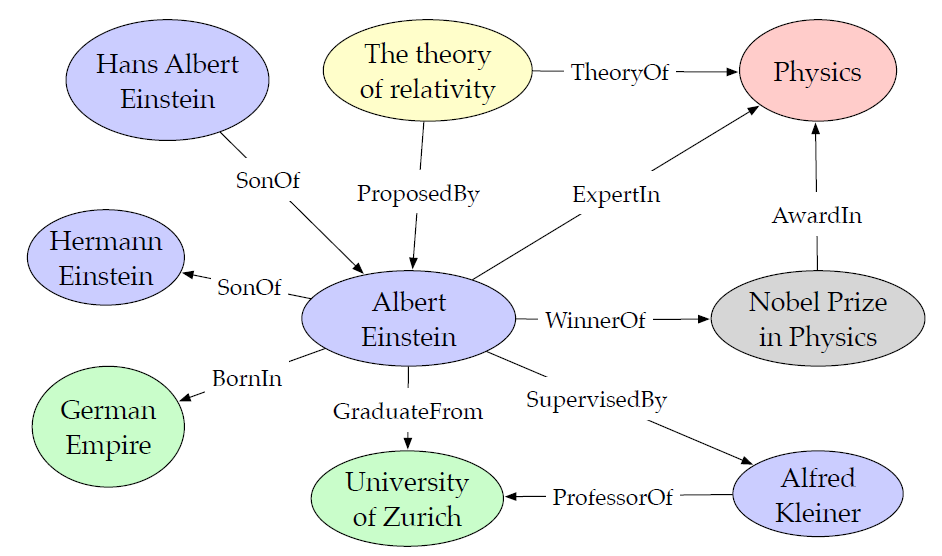 Hans Albert
Einstein
The theory
of relativity
TheoryOf
Physics
SonOf
ProposedBy
ExpertIn
AwardIn
Hermann
Einstein
SonOf
Albert
Einstein
WinnerOf
Nobel Prize
in Physics
BornIn
GraduateFrom
SupervisedBy
German
Empire
University
of Zurich
ProfessorOf
Alfred
Kleiner